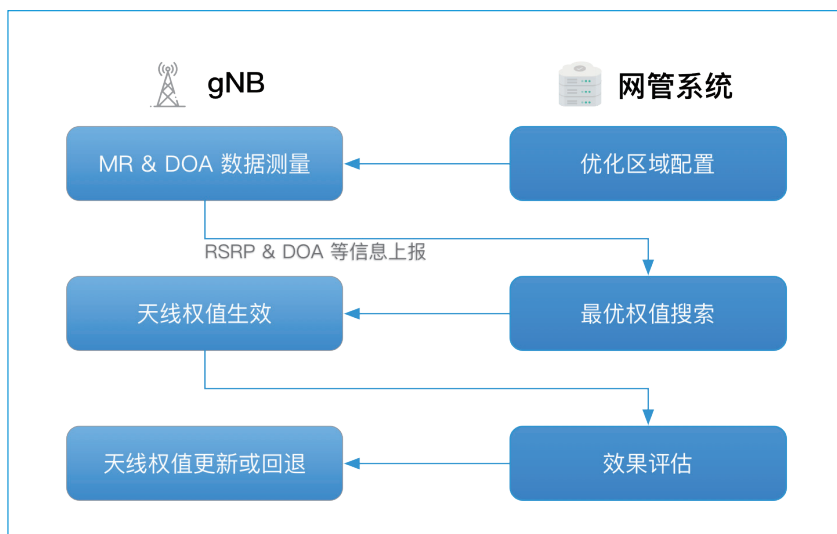 gNB
网管系统
MR & DOA 数据测量
优化区域配置
RSRP & DOA 等信息上报
天线权值生效
最优权值搜索
天线权值更新或回退
效果评估